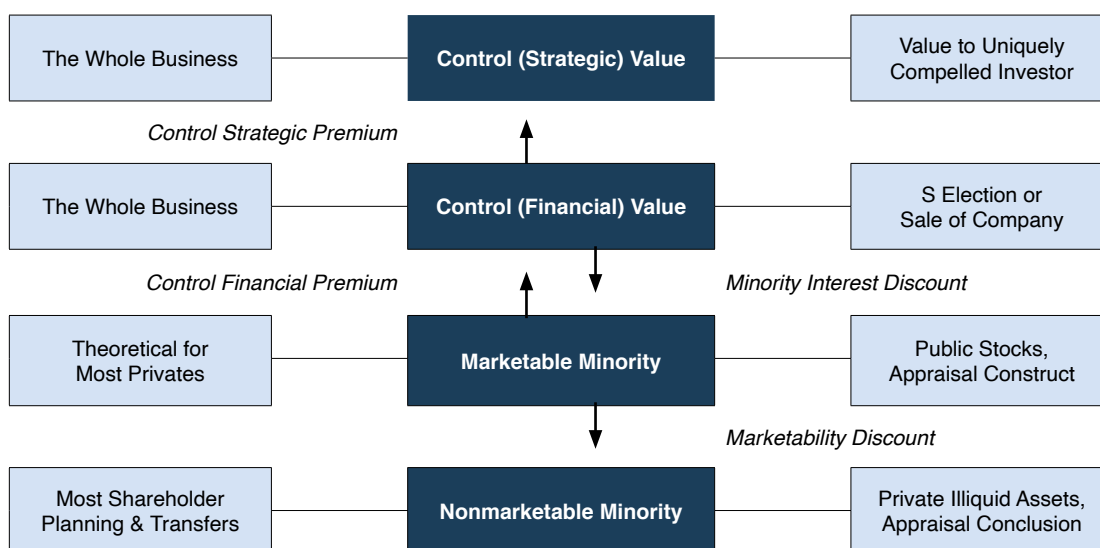 The Whole Business
Control (Strategic) Value
Value to Uniquely
Compelled Investor
Control Strategic Premium
The Whole Business
Control (Financial) Value
S Election or
Sale of Company
Control Financial Premium
Minority Interest Discount
Theoretical for
Most Privates
Marketable Minority
Public Stocks,
Appraisal Construct
Marketability Discount
Most Shareholder
Planning & Transfers
Nonmarketable Minority
Private Illiquid Assets,
Appraisal Conclusion